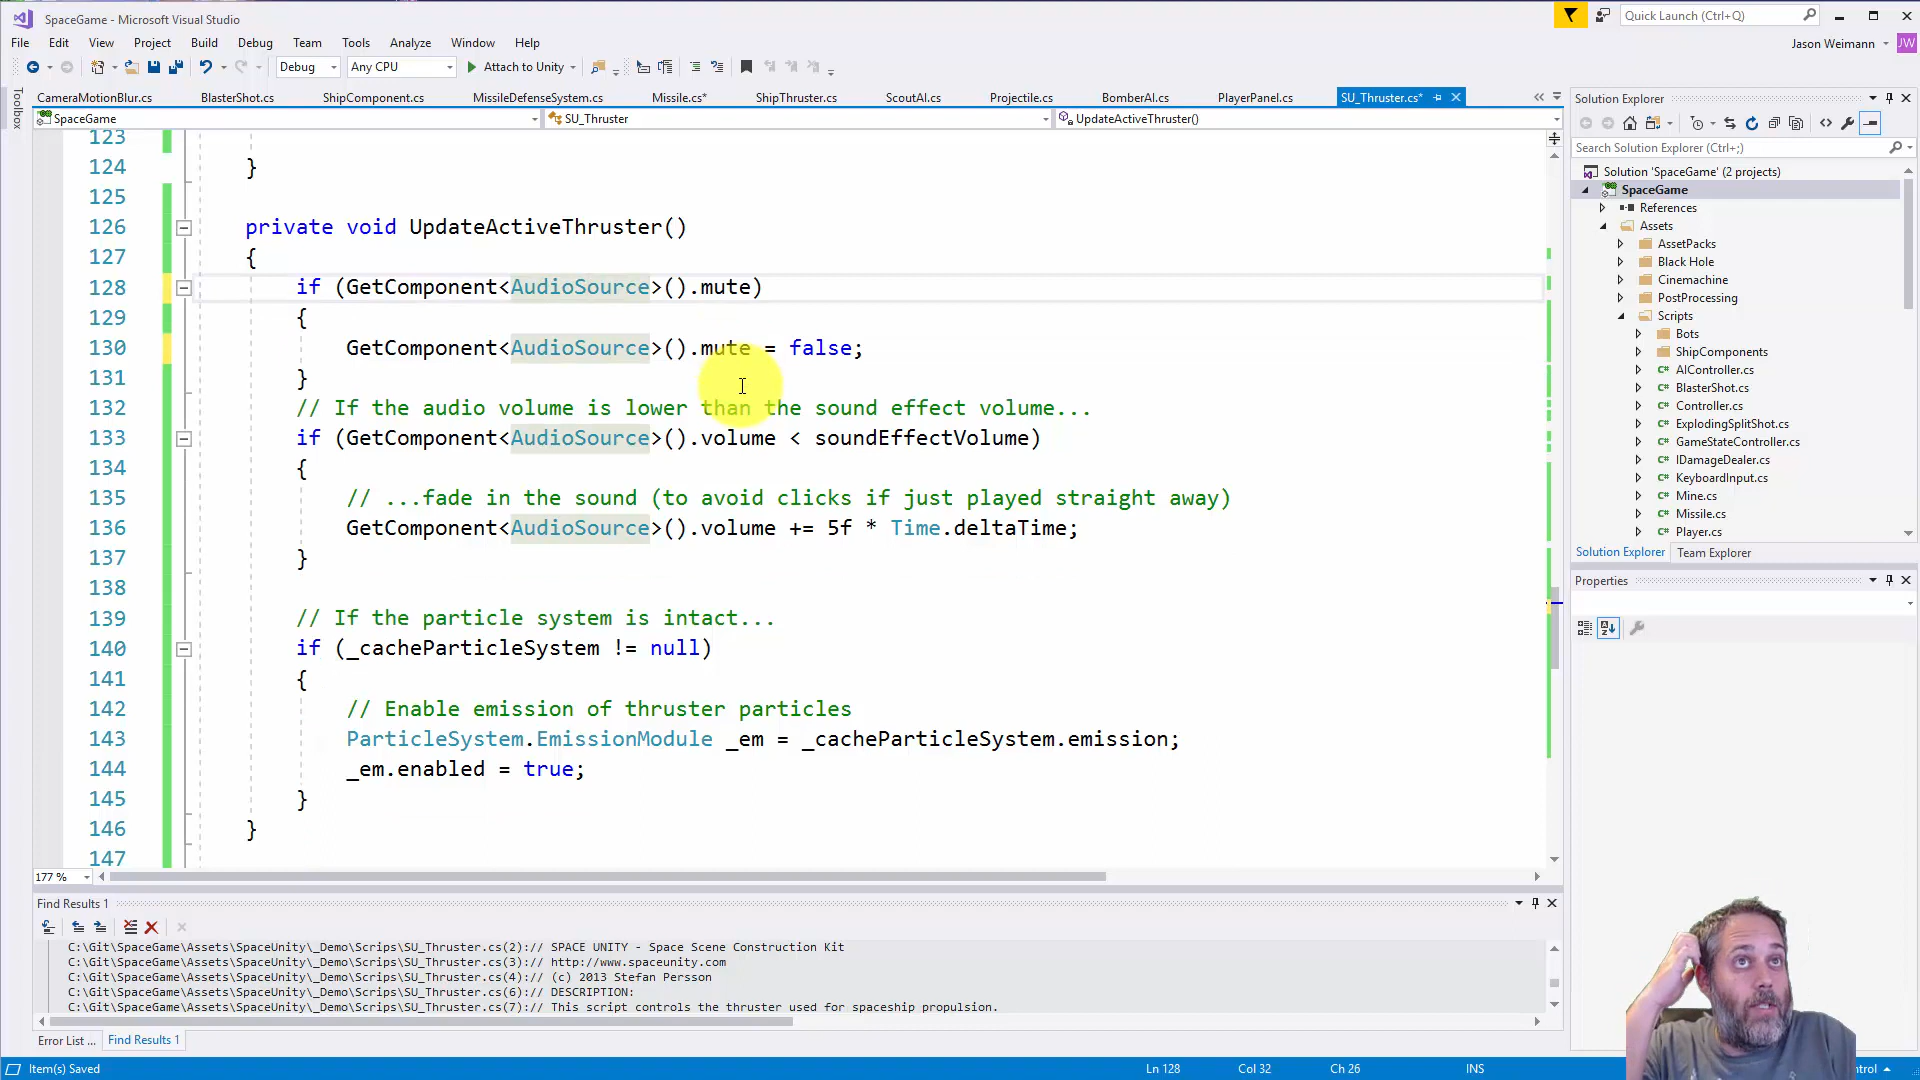 SpaceGame - Microsoft Visual Studio
Quick Launch (Ctrl+Q)
File Edit View Project Build Debug Team Tools Analyze Window Help
Jason Weimann JW
Debug Any CPU Attach to Unity
Toolbox
CameraMotionBlur.cs BlasterShot.cs ShipComponent.cs MissileDefenseSystem.cs Missile.cs* ShipThruster.cs ScoutAI.cs Projectile.cs BomberAI.cs PlayerPanel.cs SU_Thruster.cs*
SpaceGame SU_Thruster UpdateActiveThruster()
123
124 }
125
126 private void UpdateActiveThruster()
127 {
128 if (GetComponent<AudioSource>().mute)
129 {
130 GetComponent<AudioSource>().mute = false;
131 }
132 // If the audio volume is lower than the sound effect volume...
133 if (GetComponent<AudioSource>().volume < soundEffectVolume)
134 {
135 // ...fade in the sound (to avoid clicks if just played straight away)
136 GetComponent<AudioSource>().volume += 5f * Time.deltaTime;
137 }
138
139 // If the particle system is intact...
140 if (_cacheParticleSystem != null)
141 {
142 // Enable emission of thruster particles
143 ParticleSystem.EmissionModule _em = _cacheParticleSystem.emission;
144 _em.enabled = true;
145 }
146 }
147
177 %
Find Results 1
C:\Git\SpaceGame\Assets\SpaceUnity\_Demo\Scrips\SU_Thruster.cs(2):// SPACE UNITY - Space Scene Construction Kit
C:\Git\SpaceGame\Assets\SpaceUnity\_Demo\Scrips\SU_Thruster.cs(3):// http://www.spaceunity.com
C:\Git\SpaceGame\Assets\SpaceUnity\_Demo\Scrips\SU_Thruster.cs(4):// (c) 2013 Stefan Persson
C:\Git\SpaceGame\Assets\SpaceUnity\_Demo\Scrips\SU_Thruster.cs(6):// DESCRIPTION:
C:\Git\SpaceGame\Assets\SpaceUnity\_Demo\Scrips\SU_Thruster.cs(7):// This script controls the thruster used for spaceship propulsion.
Error List ... Find Results 1
Solution Explorer
Search Solution Explorer (Ctrl+;)
Solution 'SpaceGame' (2 projects)
SpaceGame
References
Assets
AssetPacks
Black Hole
Cinemachine
PostProcessing
Scripts
Bots
ShipComponents
AIController.cs
BlasterShot.cs
Controller.cs
ExplodingSplitShot.cs
GameStateController.cs
IDamageDealer.cs
KeyboardInput.cs
Mine.cs
Missile.cs
Player.cs
Solution Explorer Team Explorer
Properties
Item(s) Saved Ln 128 Col 32 Ch 26 INS